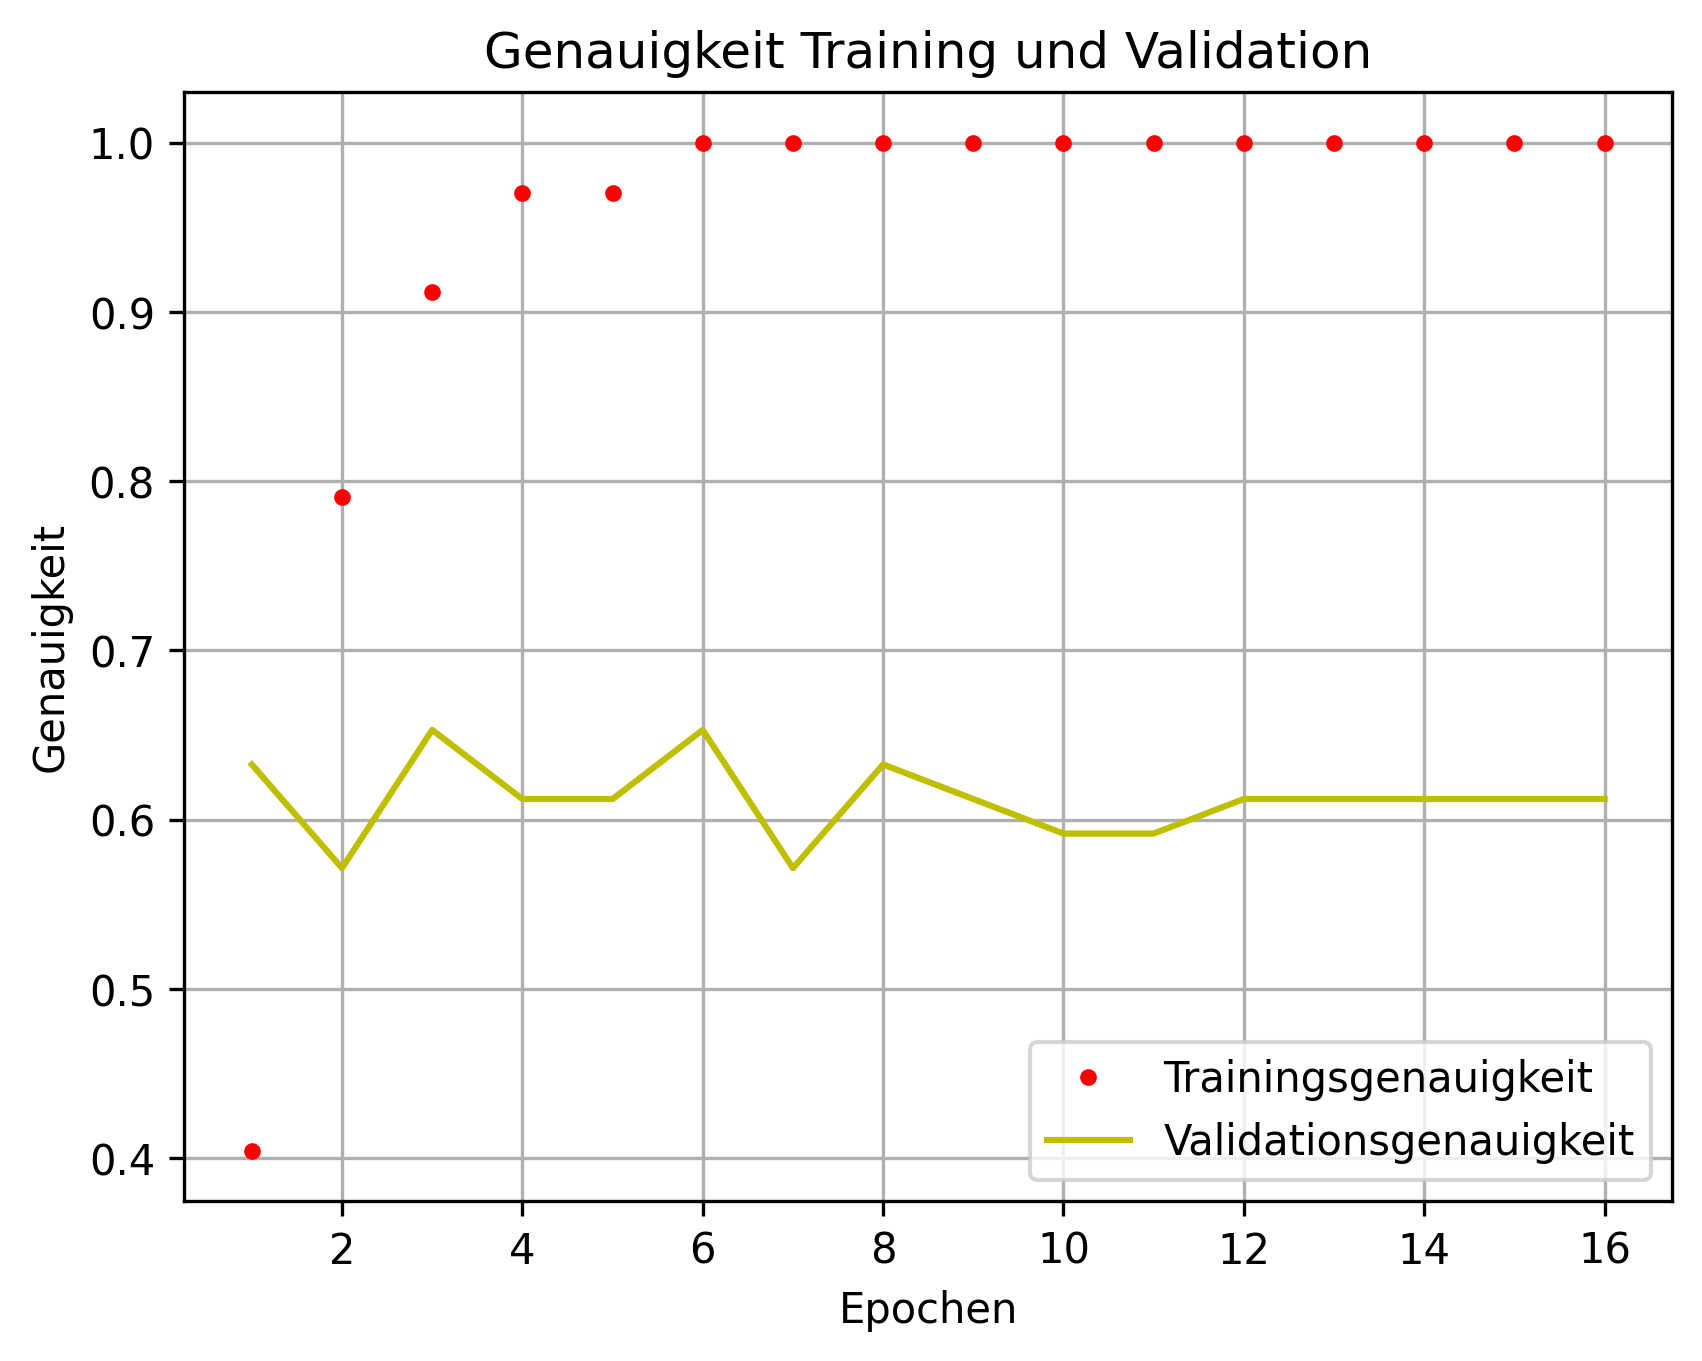 Genauigkeit Training und Validation
1.0
0.9
0.8
0.7
0.6
0.5
0.4
Genauigkeit
Trainingsgenauigkeit
Validationsgenauigkeit
2 4 6 8 10 12 14 16
Epochen